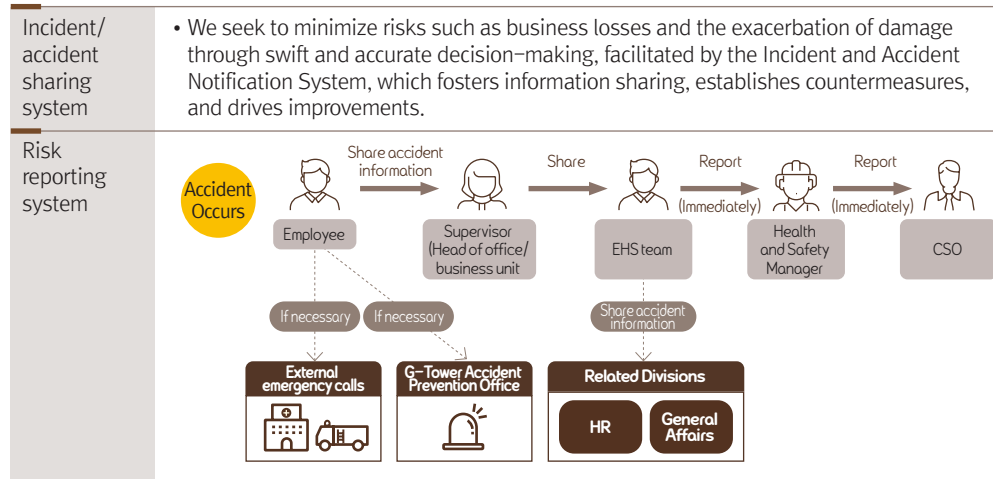 Incident/
accident
sharing
system
• We seek to minimize risks such as business losses and the exacerbation of damage
through swift and accurate decision-making, facilitated by the Incident and Accident
Notification System, which fosters information sharing, establishes countermeasures,
and drives improvements.
Risk
reporting
system
Accident
Occurs
Share accident
information
Share
Report
(Immediately)
Report
(Immediately)
Employee
Supervisor
(Head of office/
business unit
EHS team
Health
and Safety
Manager
CSO
If necessary
If necessary
Share accident
information
External
emergency calls
G-Tower Accident
Prevention Office
Related Divisions
HR
General
Affairs